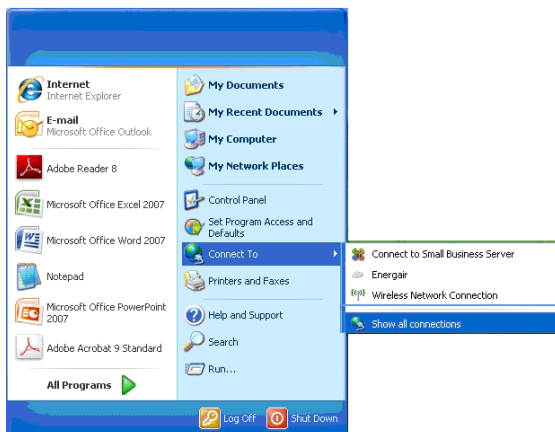 Internet
Internet Explorer
E-mail
Microsoft Office Outlook
Adobe Reader 8
Microsoft Office Excel 2007
Microsoft Office Word 2007
Notepad
Microsoft Office PowerPoint
2007
Adobe Acrobat 9 Standard
All Programs
My Documents
My Recent Documents
My Computer
My Network Places
Control Panel
Set Program Access and
Defaults
Connect To
Printers and Faxes
Help and Support
Search
Run...
Connect to Small Business Server
Energair
Wireless Network Connection
Show all connections
Log Off
Shut Down